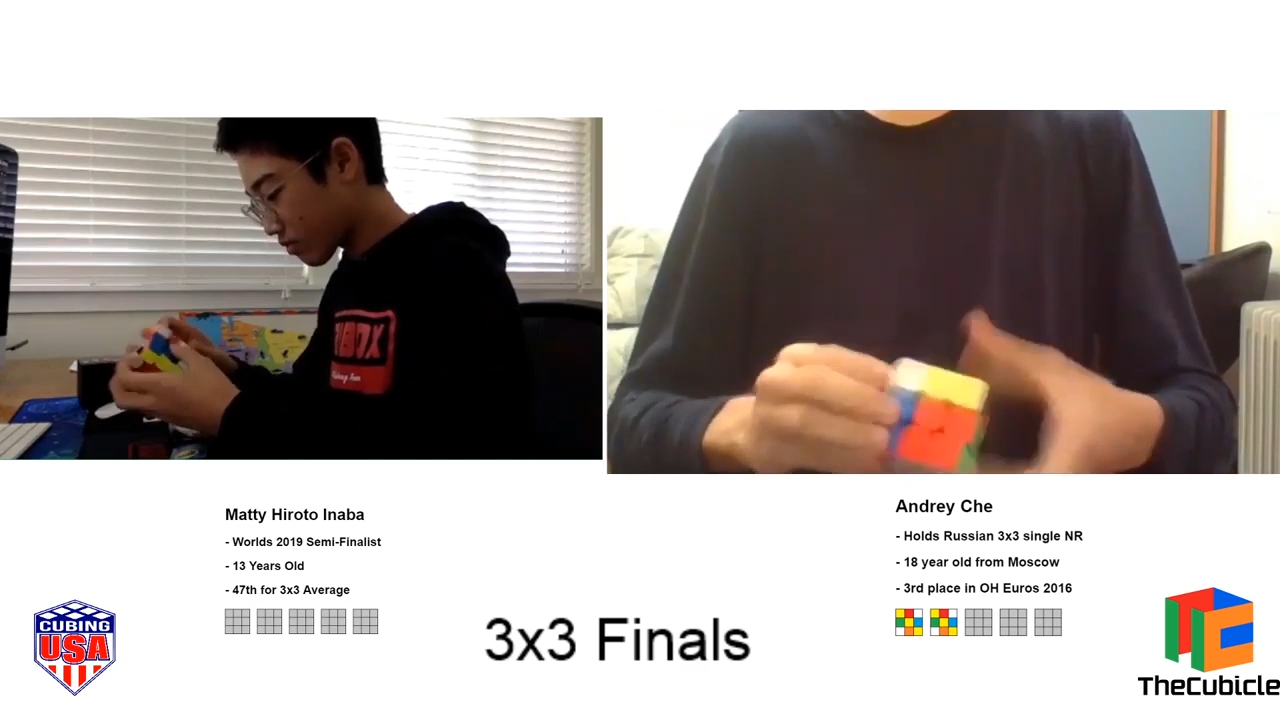 Matty Hiroto Inaba
- Worlds 2019 Semi-Finalist
- 13 Years Old
- 47th for 3x3 Average
Andrey Che
- Holds Russian 3x3 single NR
- 18 year old from Moscow
- 3rd place in OH Euros 2016
CUBING
USA
3x3 Finals
TheCubicle